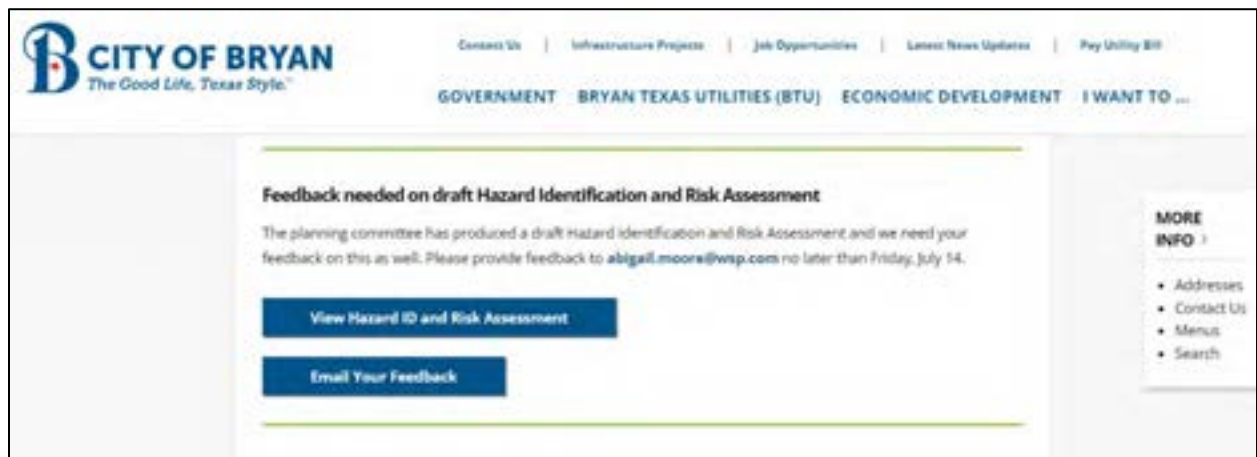 CITY OF BRYAN
The Good Life, Texas Style.™
Contact Us | Infrastructure Projects | Job Opportunities | Latest News Updates | Pay Utility Bill
GOVERNMENT BRYAN TEXAS UTILITIES (BTU) ECONOMIC DEVELOPMENT I WANT TO ...
Feedback needed on draft Hazard Identification and Risk Assessment
The planning committee has produced a draft Hazard Identification and Risk Assessment and we need your
feedback on this as well. Please provide feedback to abigail.moore@wsp.com no later than Friday, July 14.
View Hazard ID and Risk Assessment
Email Your Feedback
MORE
INFO ›
• Addresses
• Contact Us
• Menus
• Search